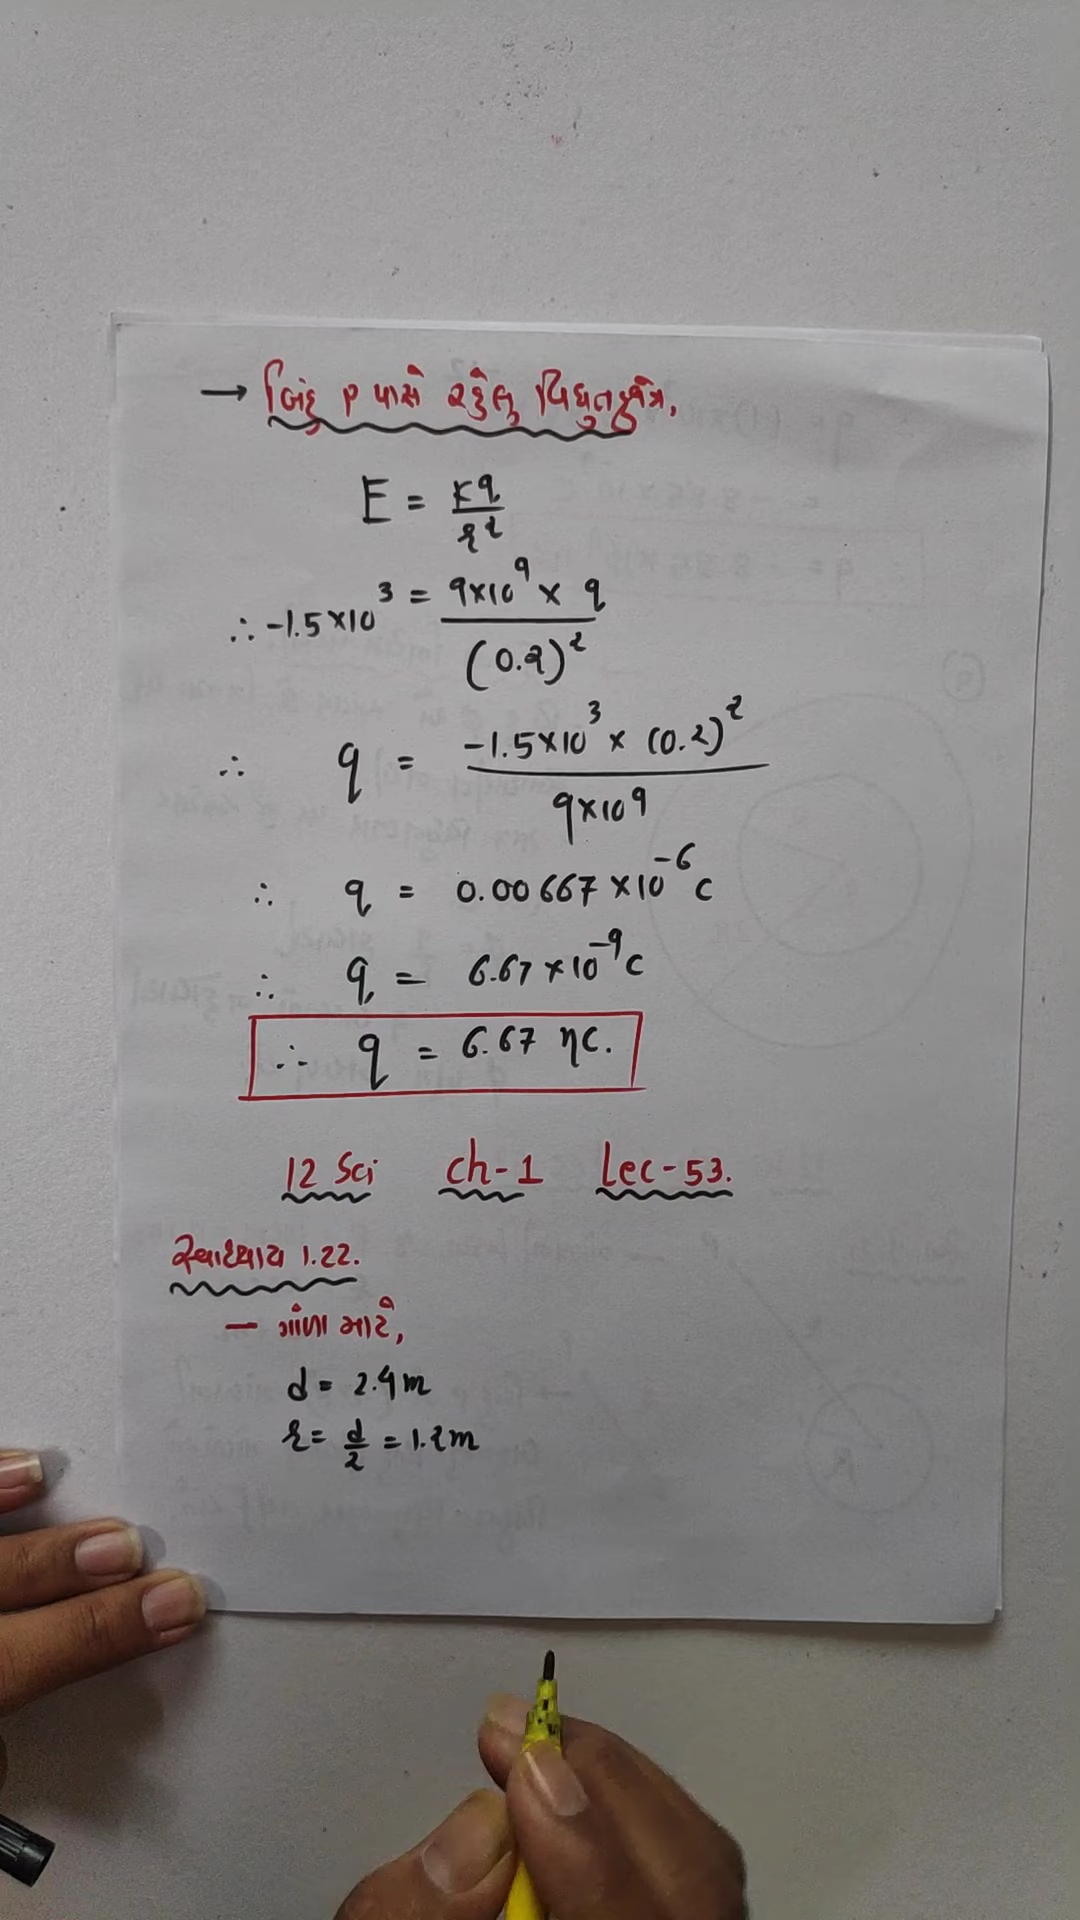 → બિંદુ P પાસે રહેલુ વિધુતક્ષેત્ર,
E = kq / r²
∴ -1.5×10³ = 9×10⁹ × q / (0.2)²
∴ q = -1.5×10³ × (0.2)² / 9×10⁹
∴ q = 0.00667 ×10⁻⁶ C
∴ q = 6.67 ×10⁻⁹ C
∴ q = 6.67 ηC.
12 Sci ch-1 Lec-53.
સ્વાધ્યાય 1.22.
— ગોળા માટે,
d = 2.4m
r = d/2 = 1.2m